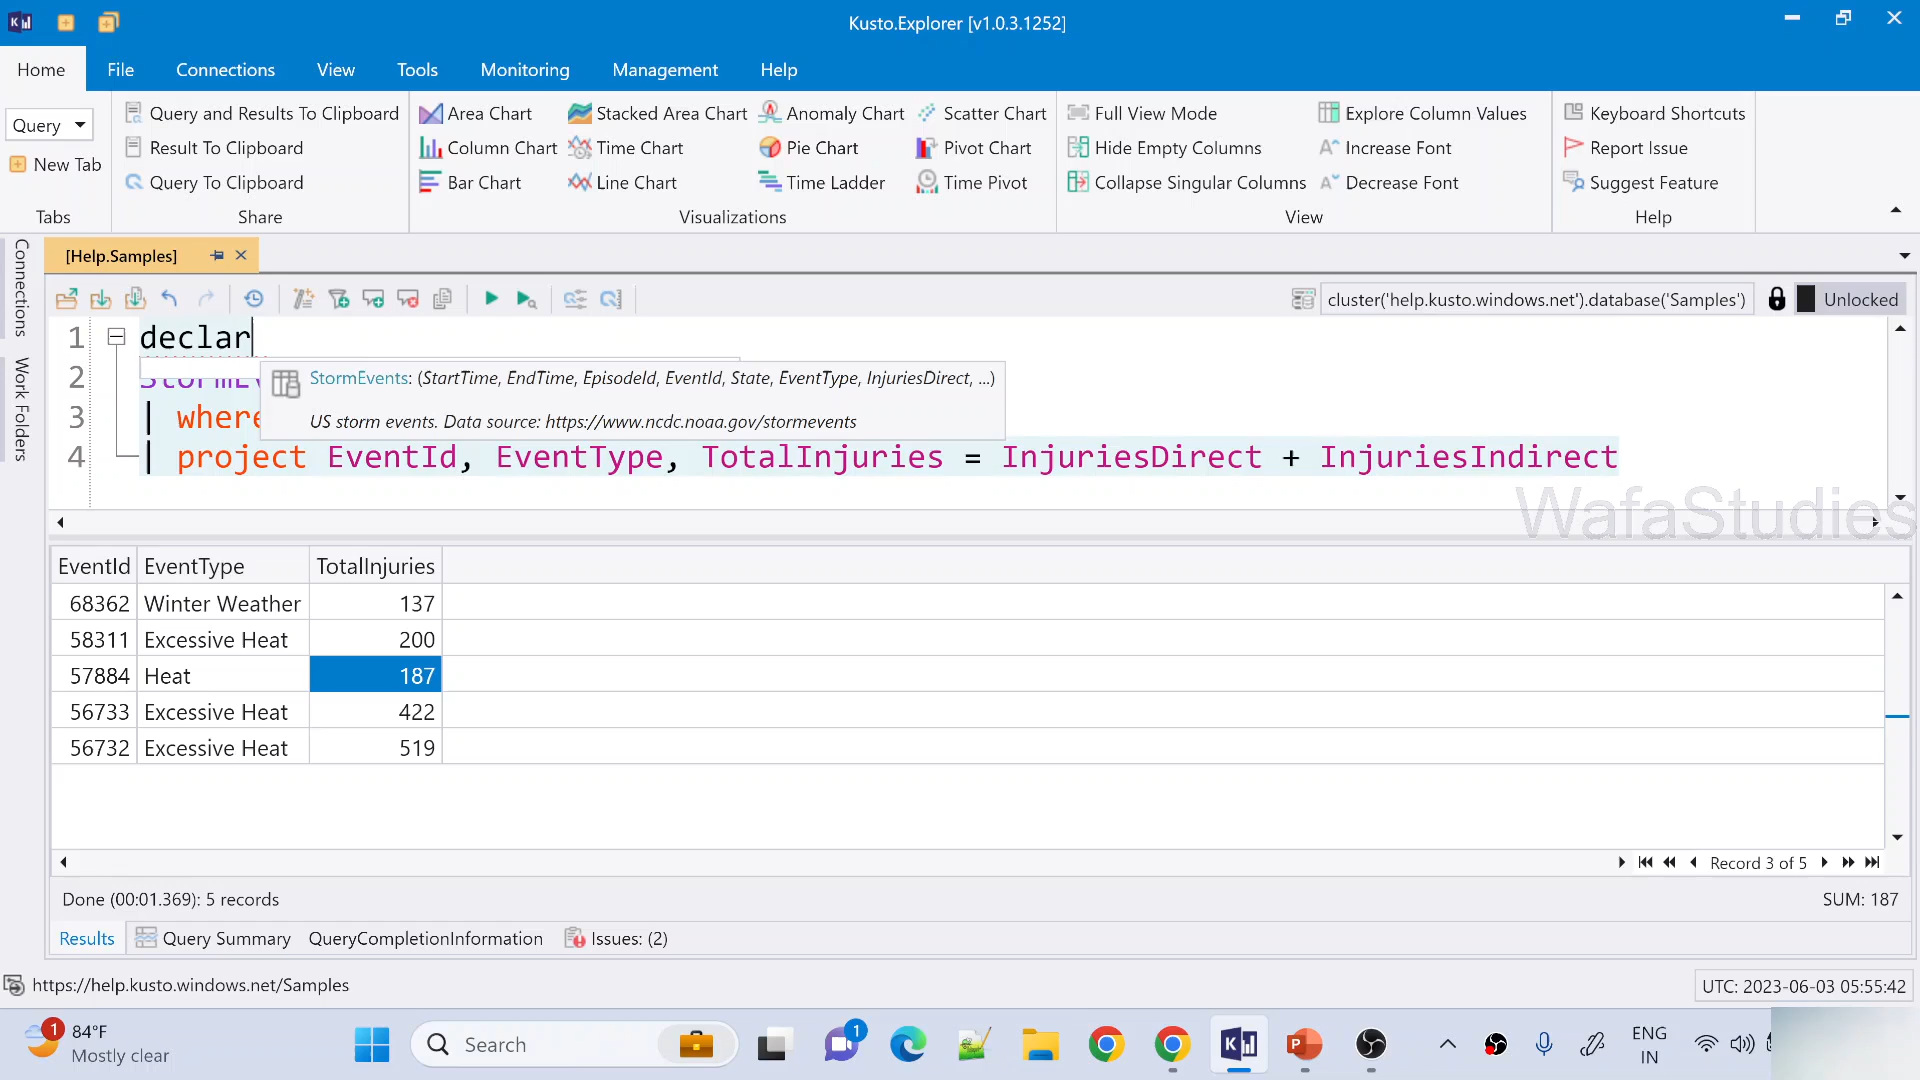 Kusto.Explorer [v1.0.3.1252]
Home File Connections View Tools Monitoring Management Help
Query
New Tab
Tabs
Query and Results To Clipboard
Result To Clipboard
Query To Clipboard
Share
Area Chart Stacked Area Chart Anomaly Chart Scatter Chart
Column Chart Time Chart Pie Chart Pivot Chart
Bar Chart Line Chart Time Ladder Time Pivot
Visualizations
Full View Mode Explore Column Values
Hide Empty Columns Increase Font
Collapse Singular Columns Decrease Font
View
Keyboard Shortcuts
Report Issue
Suggest Feature
Help
Connections
Work Folders
[Help.Samples]
cluster('help.kusto.windows.net').database('Samples') Unlocked
1 declar
2
StormEvents: (StartTime, EndTime, EpisodeId, EventId, State, EventType, InjuriesDirect, ...)
US storm events. Data source: https://www.ncdc.noaa.gov/stormevents
3 | where
4 | project EventId, EventType, TotalInjuries = InjuriesDirect + InjuriesIndirect
WafaStudies
EventId EventType TotalInjuries
68362 Winter Weather 137
58311 Excessive Heat 200
57884 Heat 187
56733 Excessive Heat 422
56732 Excessive Heat 519
Record 3 of 5
Done (00:01.369): 5 records SUM: 187
Results Query Summary QueryCompletionInformation Issues: (2)
https://help.kusto.windows.net/Samples UTC: 2023-06-03 05:55:42
1 84°F
Mostly clear
Search
1
ENG
IN